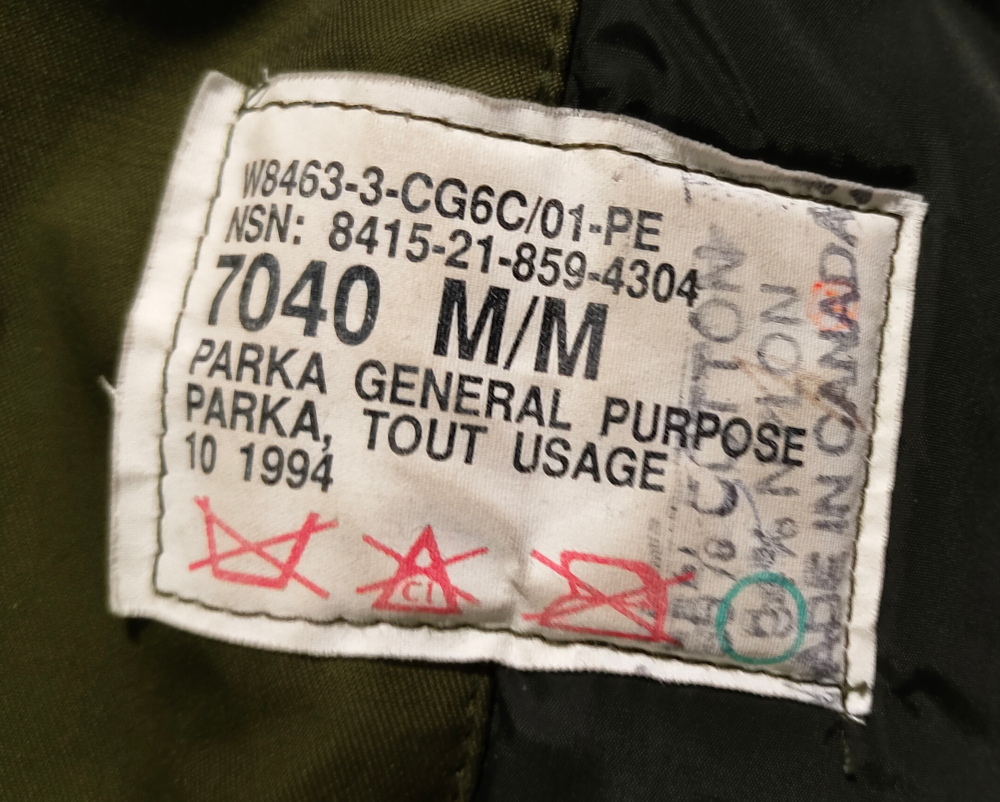 W8463-3-CG6C/01-PE
NSN: 8415-21-859-4304
7040 M/M
PARKA GENERAL PURPOSE
PARKA, TOUT USAGE
10 1994
Cl
COTTON
NYLON
MADE IN CANADA